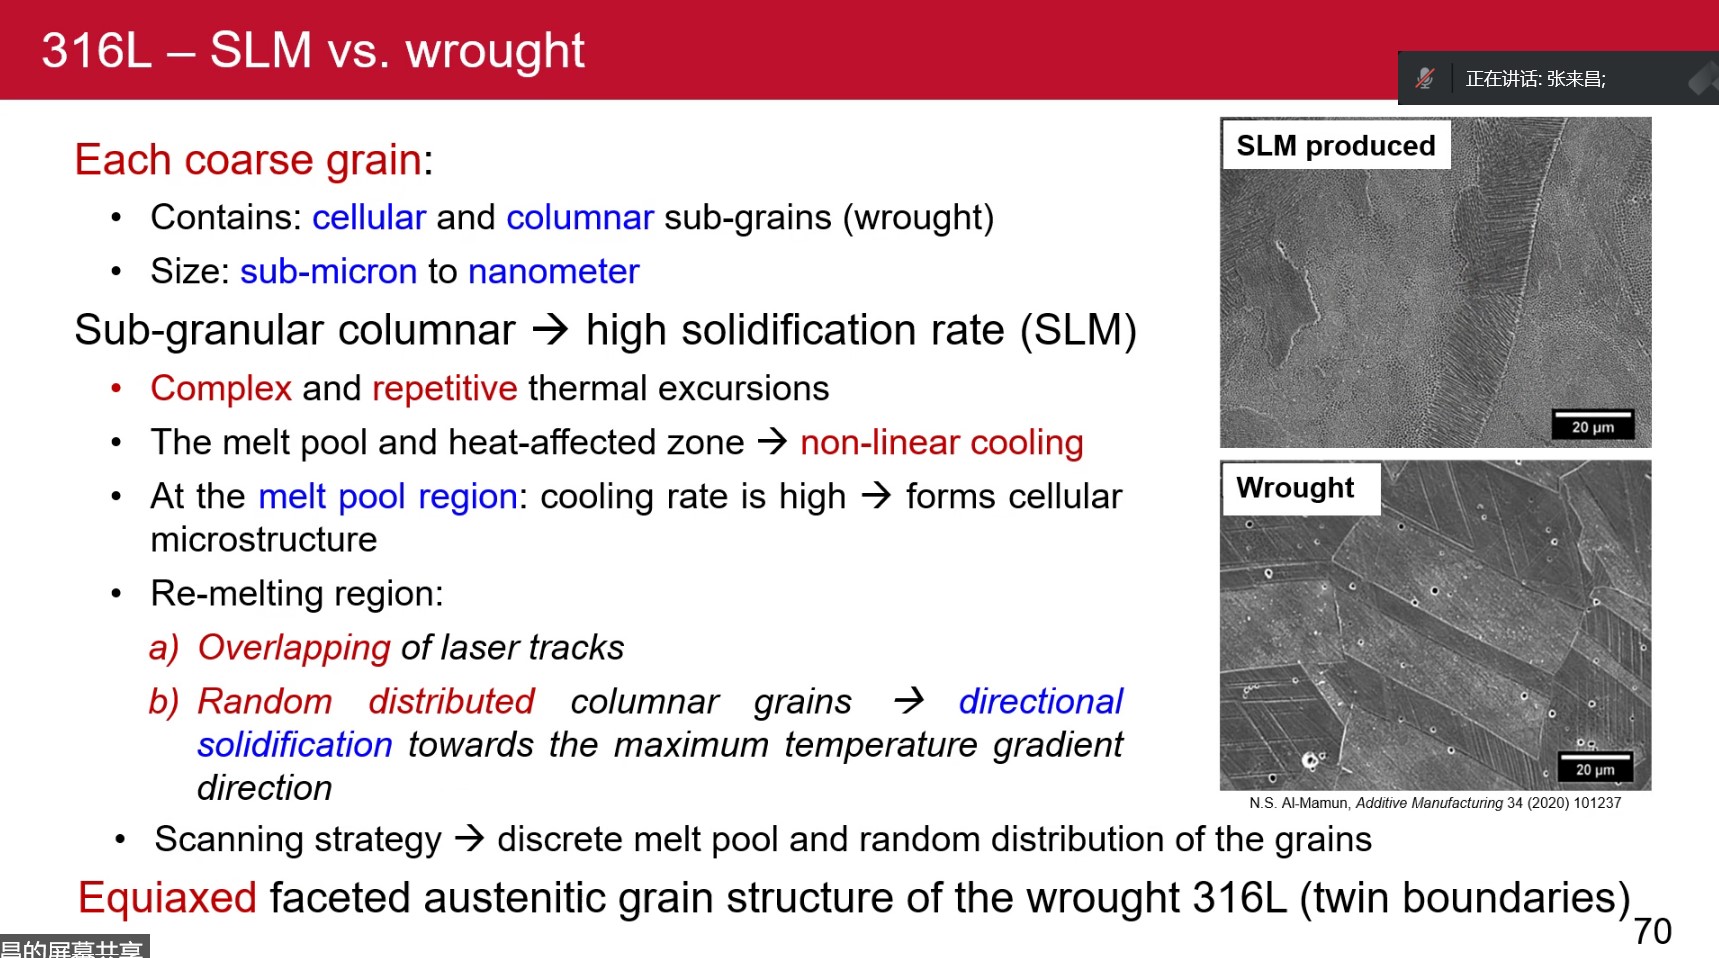 316L – SLM vs. wrought
正在讲话: 张来昌;
Each coarse grain:
• Contains: cellular and columnar sub-grains (wrought)
• Size: sub-micron to nanometer
Sub-granular columnar → high solidification rate (SLM)
• Complex and repetitive thermal excursions
• The melt pool and heat-affected zone → non-linear cooling
• At the melt pool region: cooling rate is high → forms cellular
microstructure
• Re-melting region:
a) Overlapping of laser tracks
b) Random distributed columnar grains → directional
solidification towards the maximum temperature gradient
direction
• Scanning strategy → discrete melt pool and random distribution of the grains
Equiaxed faceted austenitic grain structure of the wrought 316L (twin boundaries)
SLM produced
20 μm
Wrought
20 μm
N.S. Al-Mamun, Additive Manufacturing 34 (2020) 101237
70
昌的屏幕共享